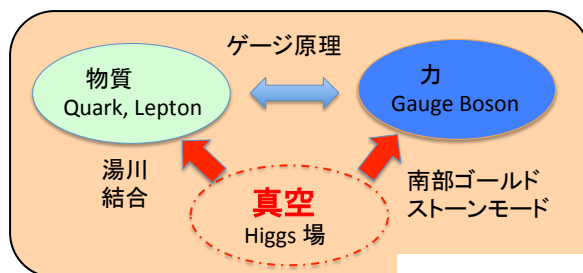 ゲージ原理
物質
Quark, Lepton
力
Gauge Boson
湯川
結合
真空
Higgs 場
南部ゴールド
ストーンモード